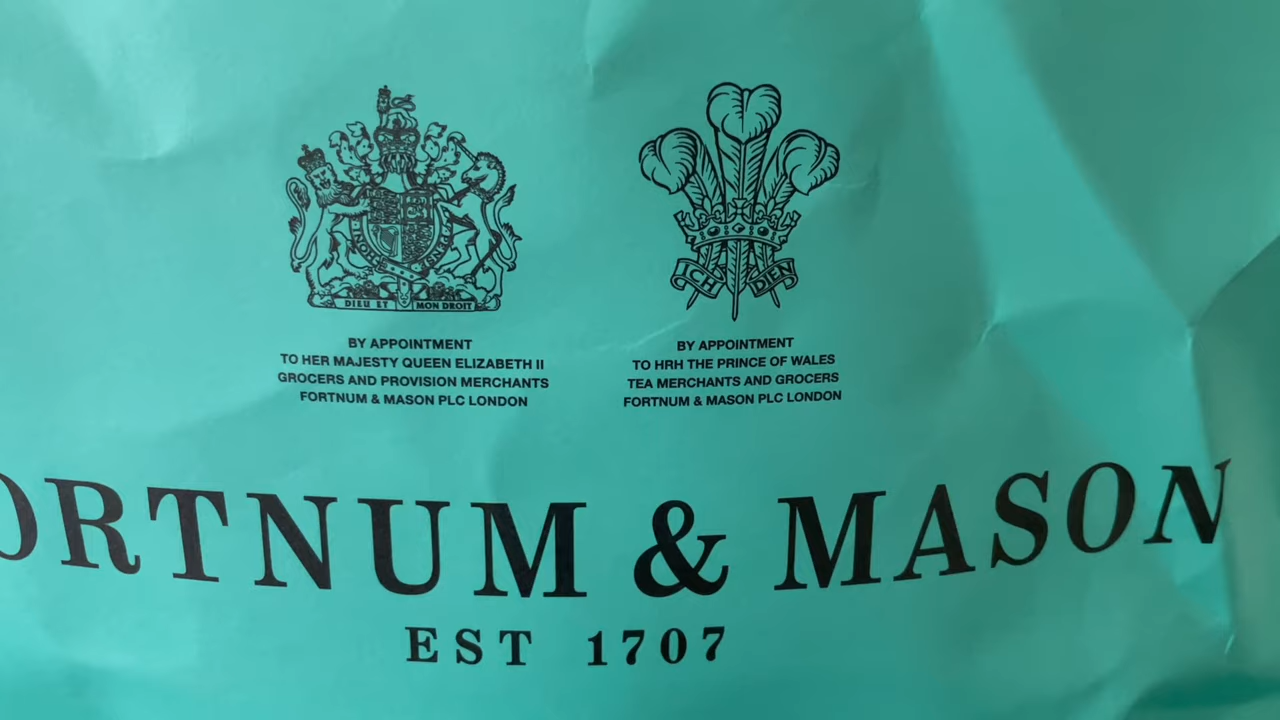 DIEU ET MON DROIT
ICH DIEN
BY APPOINTMENT
TO HER MAJESTY QUEEN ELIZABETH II
GROCERS AND PROVISION MERCHANTS
FORTNUM & MASON PLC LONDON
BY APPOINTMENT
TO HRH THE PRINCE OF WALES
TEA MERCHANTS AND GROCERS
FORTNUM & MASON PLC LONDON
ORTNUM & MASON
EST 1707